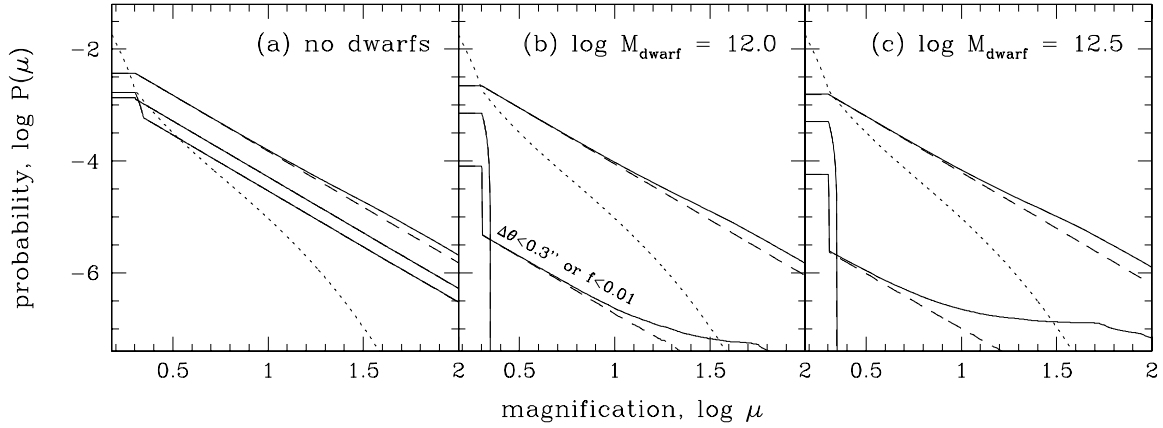 (a) no dwarfs
(b) log M_dwarf = 12.0
(c) log M_dwarf = 12.5
probability, log P(μ)
-2
-4
-6
Δθ<0.3" or f<0.01
0.5 1 1.5 2
0.5 1 1.5 2
0.5 1 1.5 2
magnification, log μ